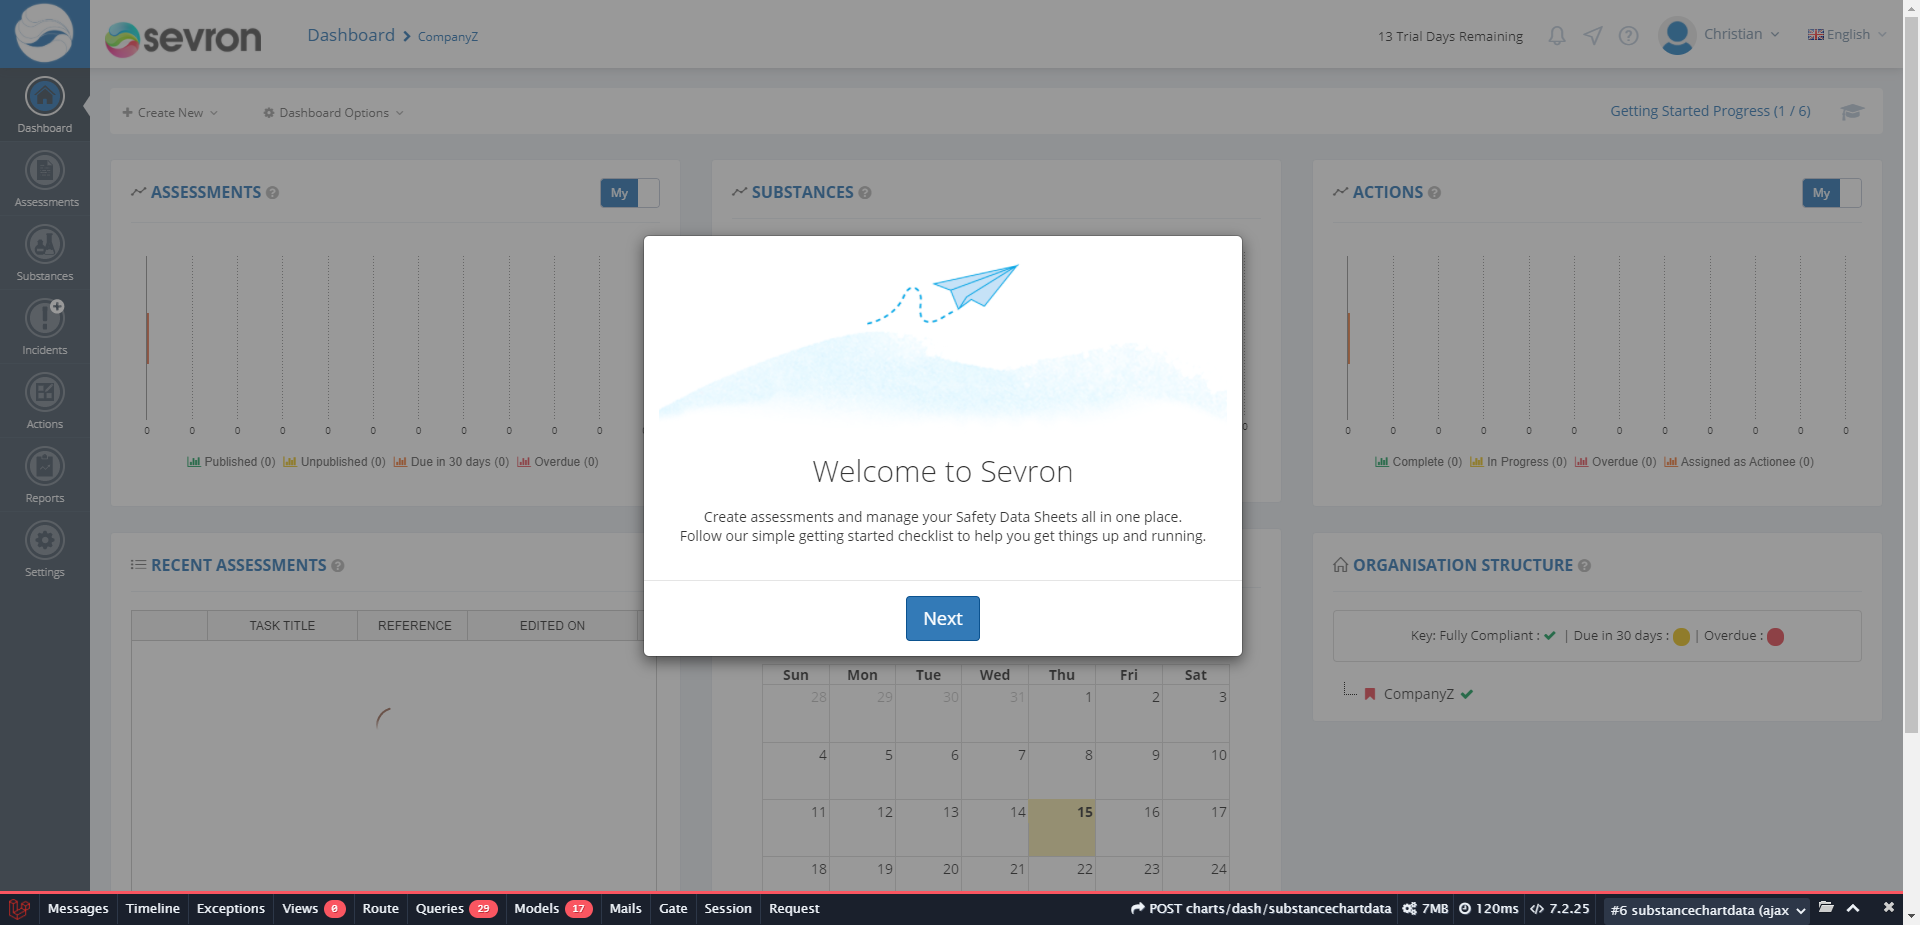 sevron
Dashboard > CompanyZ
13 Trial Days Remaining
Christian
English
Dashboard
Assessments
Substances
Incidents
Actions
Reports
Settings
Create New
Dashboard Options
Getting Started Progress (1 / 6)
ASSESSMENTS
My
0 0 0 0 0 0 0 0 0 0 0
Published (0) Unpublished (0) Due in 30 days (0) Overdue (0)
SUBSTANCES
0
ACTIONS
My
0 0 0 0 0 0 0 0 0 0 0 0
Complete (0) In Progress (0) Overdue (0) Assigned as Actionee (0)
Welcome to Sevron
Create assessments and manage your Safety Data Sheets all in one place.
Follow our simple getting started checklist to help you get things up and running.
Next
RECENT ASSESSMENTS
TASK TITLE REFERENCE EDITED ON
Sun Mon Tue Wed Thu Fri Sat
28 29 30 31 1 2 3
4 5 6 7 8 9 10
11 12 13 14 15 16 17
18 19 20 21 22 23 24
ORGANISATION STRUCTURE
Key: Fully Compliant : | Due in 30 days : | Overdue :
CompanyZ
Messages Timeline Exceptions Views 0 Route Queries 29 Models 17 Mails Gate Session Request
POST charts/dash/substancechartdata 7MB 120ms 7.2.25 #6 substancechartdata (ajax